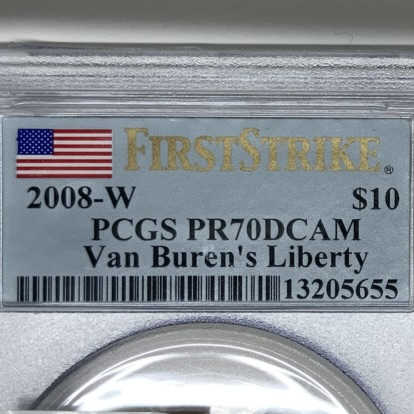 FIRSTSTRIKE®
2008-W $10
PCGS PR70DCAM
Van Buren's Liberty
13205655